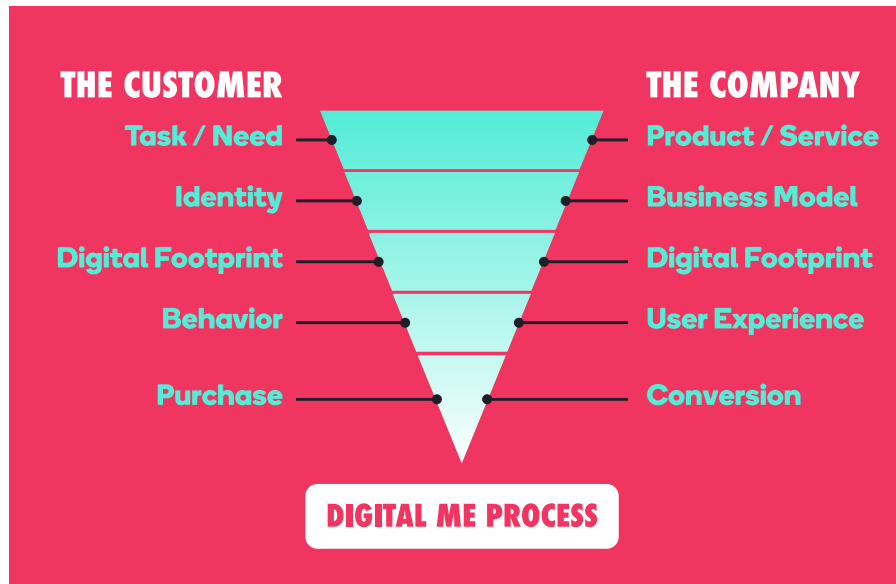 THE CUSTOMER
Task / Need
Identity
Digital Footprint
Behavior
Purchase
THE COMPANY
Product / Service
Business Model
Digital Footprint
User Experience
Conversion
DIGITAL ME PROCESS